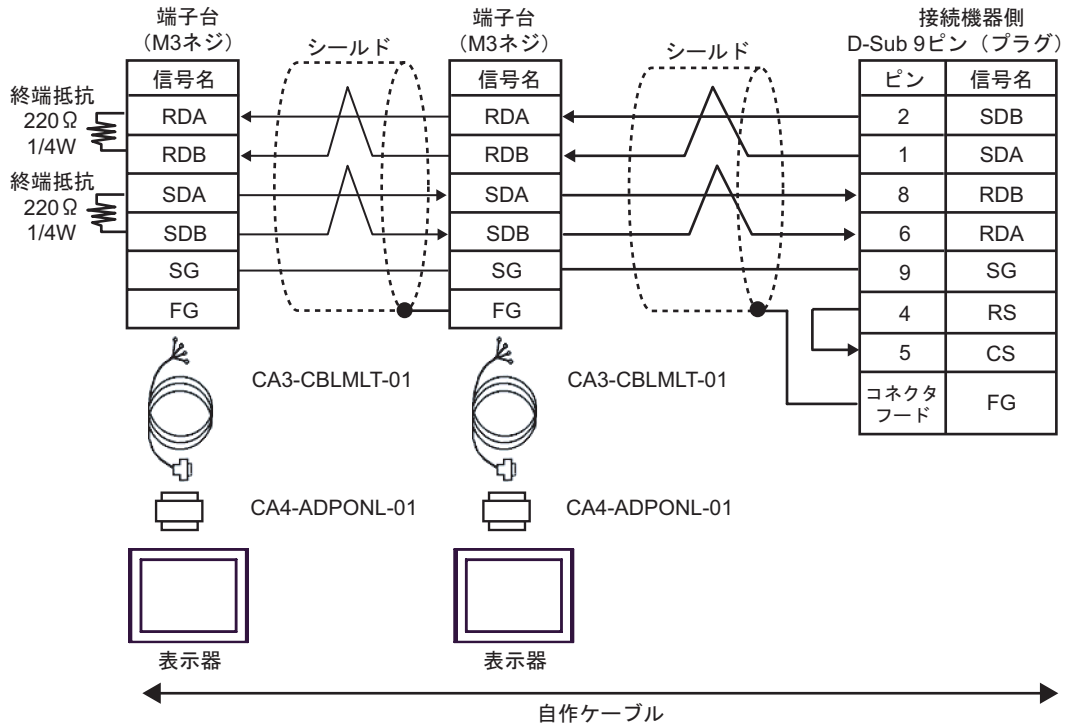 端子台
（M3ネジ）
シールド
端子台
（M3ネジ）
シールド
接続機器側
D-Sub 9ピン（プラグ）
信号名
信号名
ピン 信号名
終端抵抗
220Ω
1/4W
RDA
RDA
2 SDB
RDB
RDB
1 SDA
終端抵抗
220Ω
1/4W
SDA
SDA
8 RDB
SDB
SDB
6 RDA
SG
SG
9 SG
FG
FG
4 RS
5 CS
コネクタ
フード
FG
CA3-CBLMLT-01
CA3-CBLMLT-01
CA4-ADPONL-01
CA4-ADPONL-01
表示器
表示器
自作ケーブル